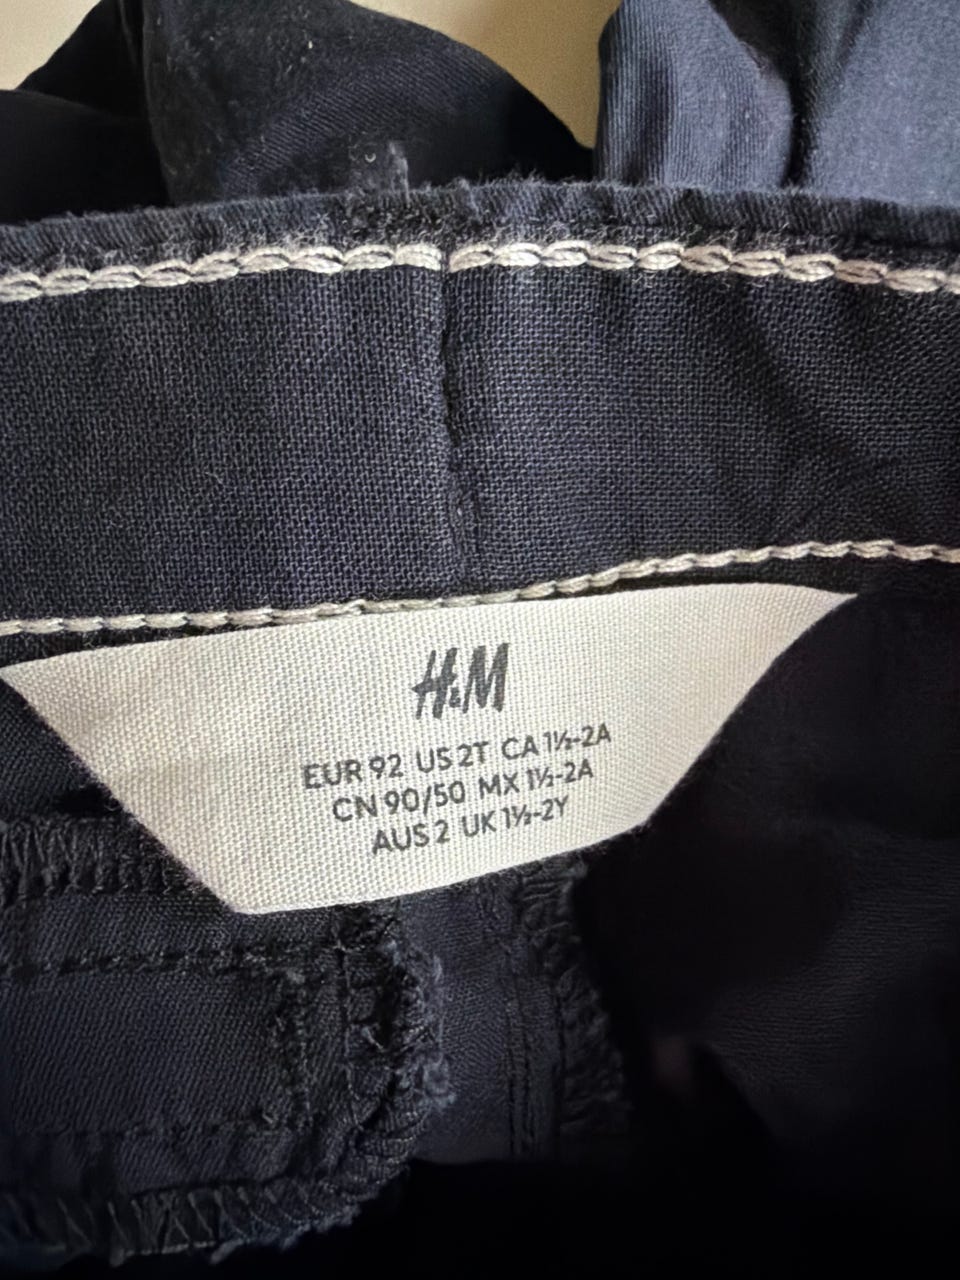 H&M
EUR 92 US 2T CA 1½-2A
CN 90/50 MX 1½-2A
AUS 2 UK 1½-2Y